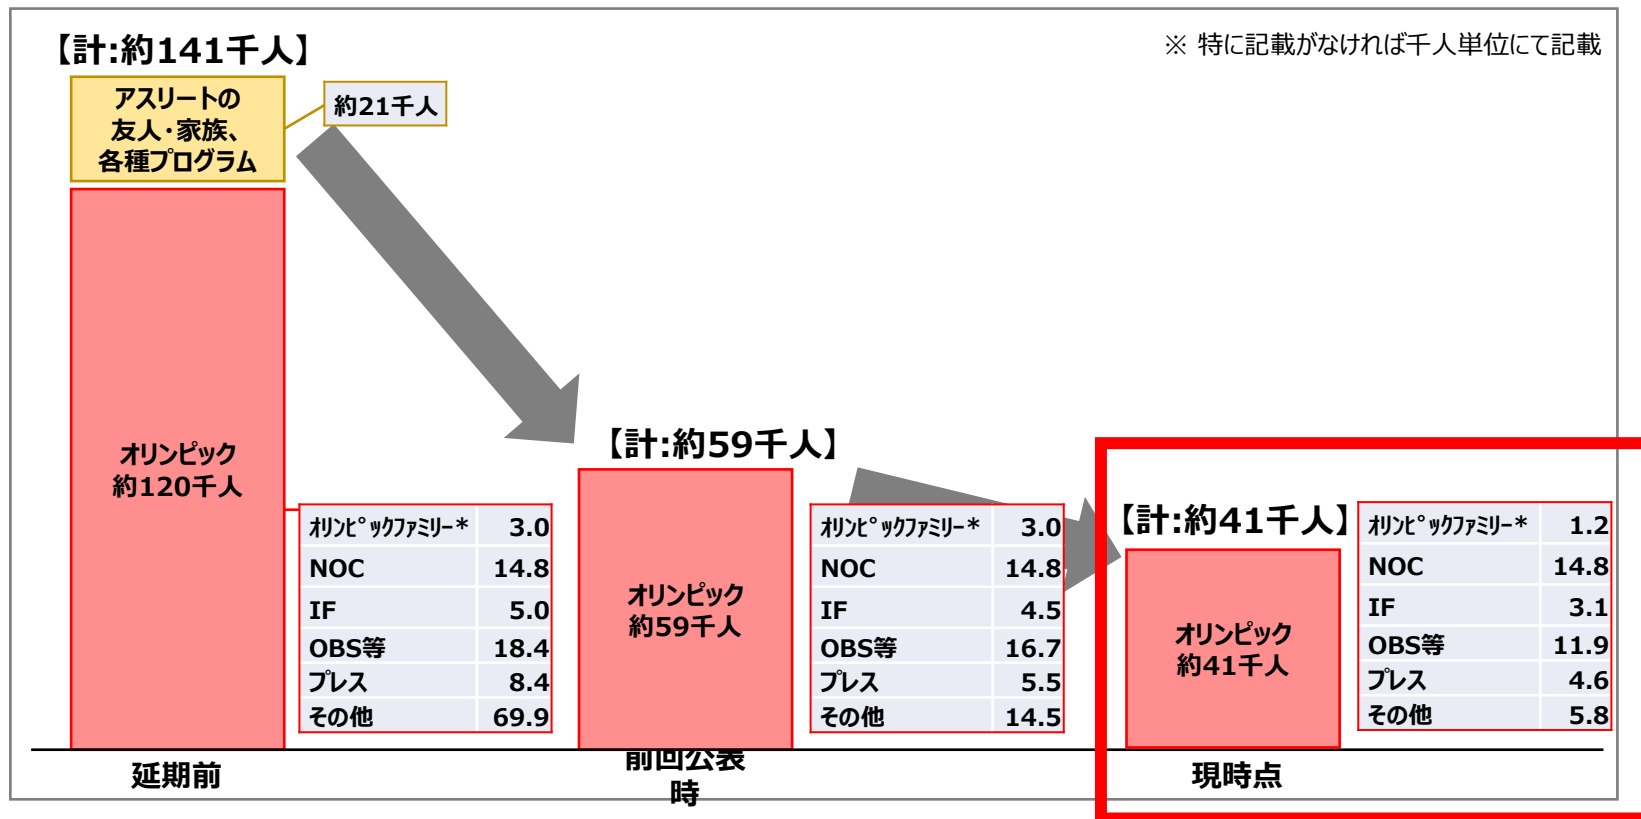 【計:約141千人】
※ 特に記載がなければ千人単位にて記載
アスリートの
友人・家族、
各種プログラム
約21千人
オリンピック
約120千人
ｵﾘﾝﾋﾟｯｸﾌｧﾐﾘｰ* 3.0
NOC 14.8
IF 5.0
OBS等 18.4
プレス 8.4
その他 69.9
延期前
【計:約59千人】
オリンピック
約59千人
ｵﾘﾝﾋﾟｯｸﾌｧﾐﾘｰ* 3.0
NOC 14.8
IF 4.5
OBS等 16.7
プレス 5.5
その他 14.5
前回公表
時
【計:約41千人】
オリンピック
約41千人
ｵﾘﾝﾋﾟｯｸﾌｧﾐﾘｰ* 1.2
NOC 14.8
IF 3.1
OBS等 11.9
プレス 4.6
その他 5.8
現時点